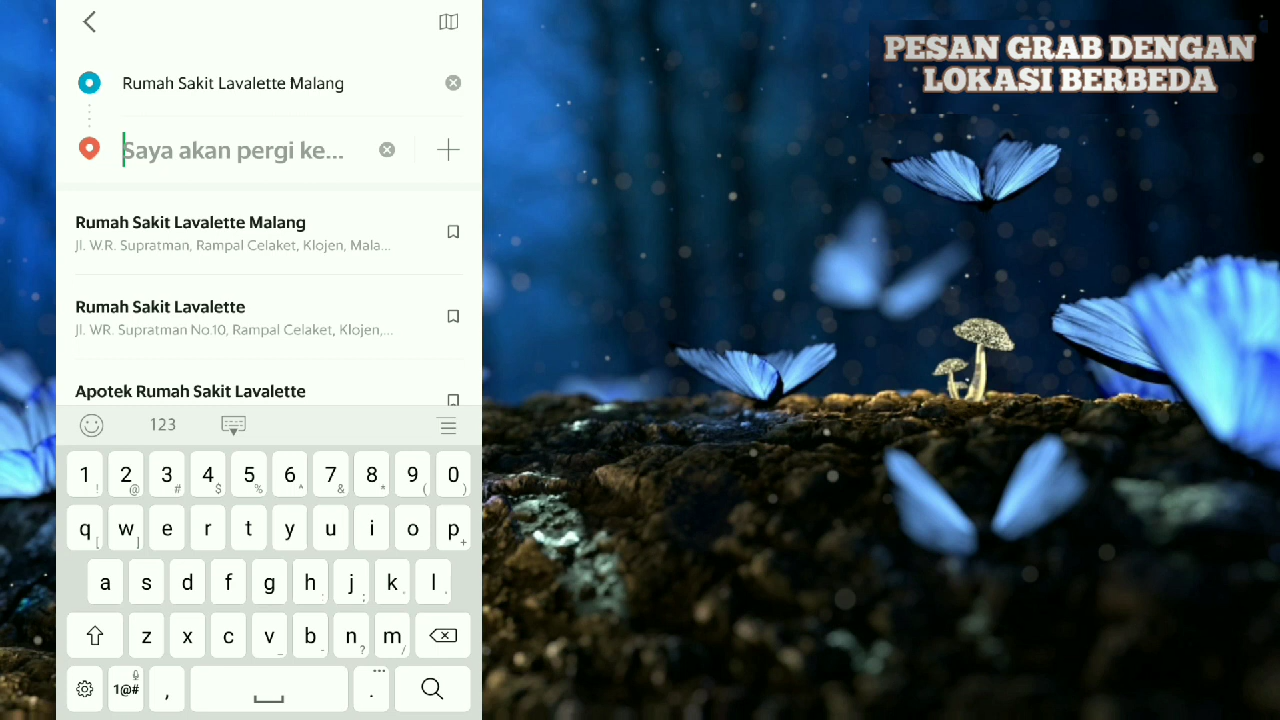 PESAN GRAB DENGAN
LOKASI BERBEDA
Rumah Sakit Lavalette Malang
Saya akan pergi ke...
Rumah Sakit Lavalette Malang
Jl. W.R. Supratman, Rampal Celaket, Klojen, Mala...
Rumah Sakit Lavalette
Jl. WR. Supratman No.10, Rampal Celaket, Klojen,...
Apotek Rumah Sakit Lavalette
123
1 ! 2 @ 3 # 4 $ 5 % 6 ^ 7 & 8 * 9 ( 0 )
q [ w ] e r t y u i o p +
a s d f g h : j ; k l
z x c v _ b - n ? m /
1@# , ... .